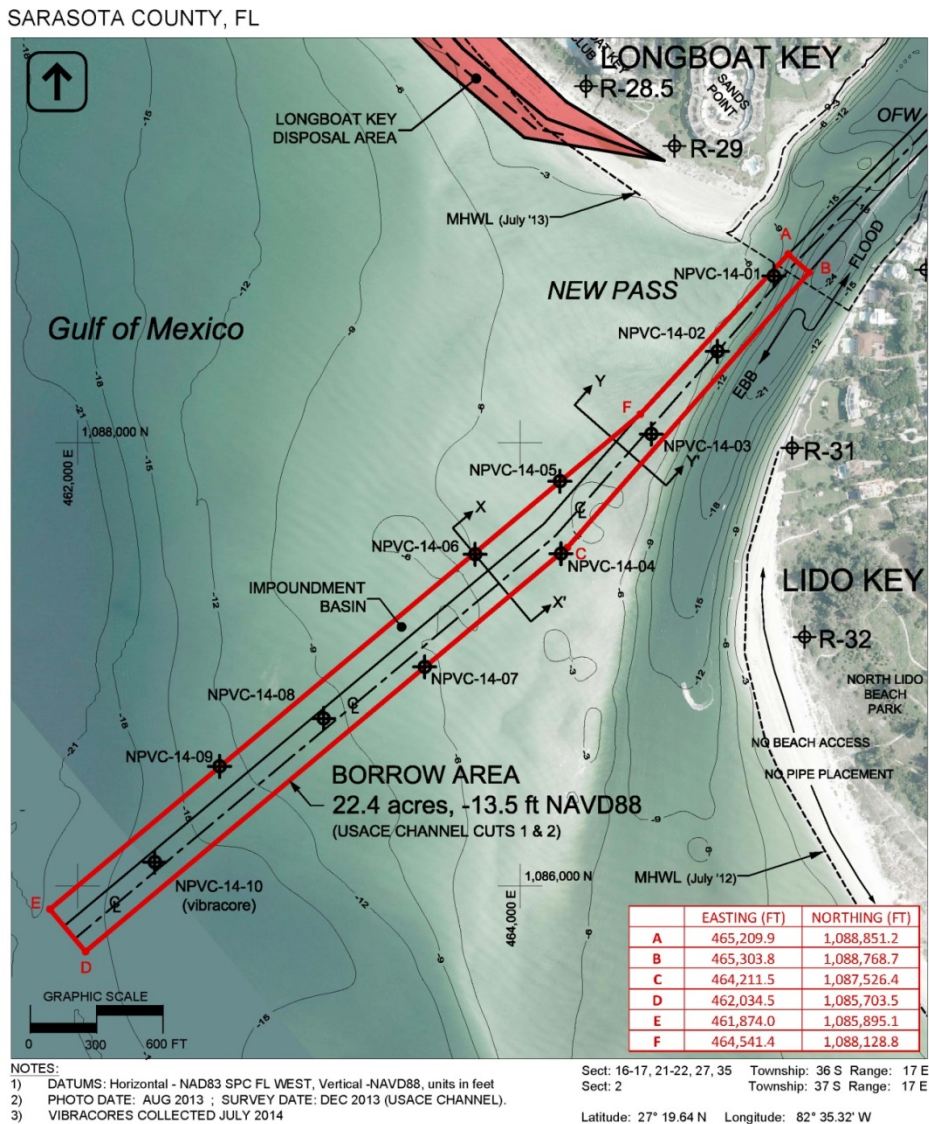 SARASOTA COUNTY, FL
LONGBOAT KEY
R-28.5
SANDS
POINT
OFW
LONGBOAT KEY
DISPOSAL AREA
R-29
MHWL (July '13)
A
B
NPVC-14-01
FLOOD
NEW PASS
Gulf of Mexico
NPVC-14-02
EBB
Y
F
1,088,000 N
462,000 E
NPVC-14-03
R-31
Y'
NPVC-14-05
X
NPVC-14-06
C
NPVC-14-04
LIDO KEY
IMPOUNDMENT
BASIN
X'
R-32
NPVC-14-07
NORTH LIDO
BEACH
PARK
NPVC-14-08
NPVC-14-09
NO BEACH ACCESS
NO PIPE PLACEMENT
BORROW AREA
22.4 acres, -13.5 ft NAVD88
(USACE CHANNEL CUTS 1 & 2)
NPVC-14-10
(vibracore)
E
D
464,000 E
1,086,000 N
MHWL (July '12)
EASTING (FT) NORTHING (FT)
A 465,209.9 1,088,851.2
B 465,303.8 1,088,768.7
C 464,211.5 1,087,526.4
D 462,034.5 1,085,703.5
E 461,874.0 1,085,895.1
F 464,541.4 1,088,128.8
GRAPHIC SCALE
0 300 600 FT
NOTES:
1) DATUMS: Horizontal - NAD83 SPC FL WEST, Vertical -NAVD88, units in feet
2) PHOTO DATE: AUG 2013 ; SURVEY DATE: DEC 2013 (USACE CHANNEL).
3) VIBRACORES COLLECTED JULY 2014
Sect: 16-17, 21-22, 27, 35 Township: 36 S Range: 17 E
Sect: 2 Township: 37 S Range: 17 E
Latitude: 27° 19.64 N Longitude: 82° 35.32' W